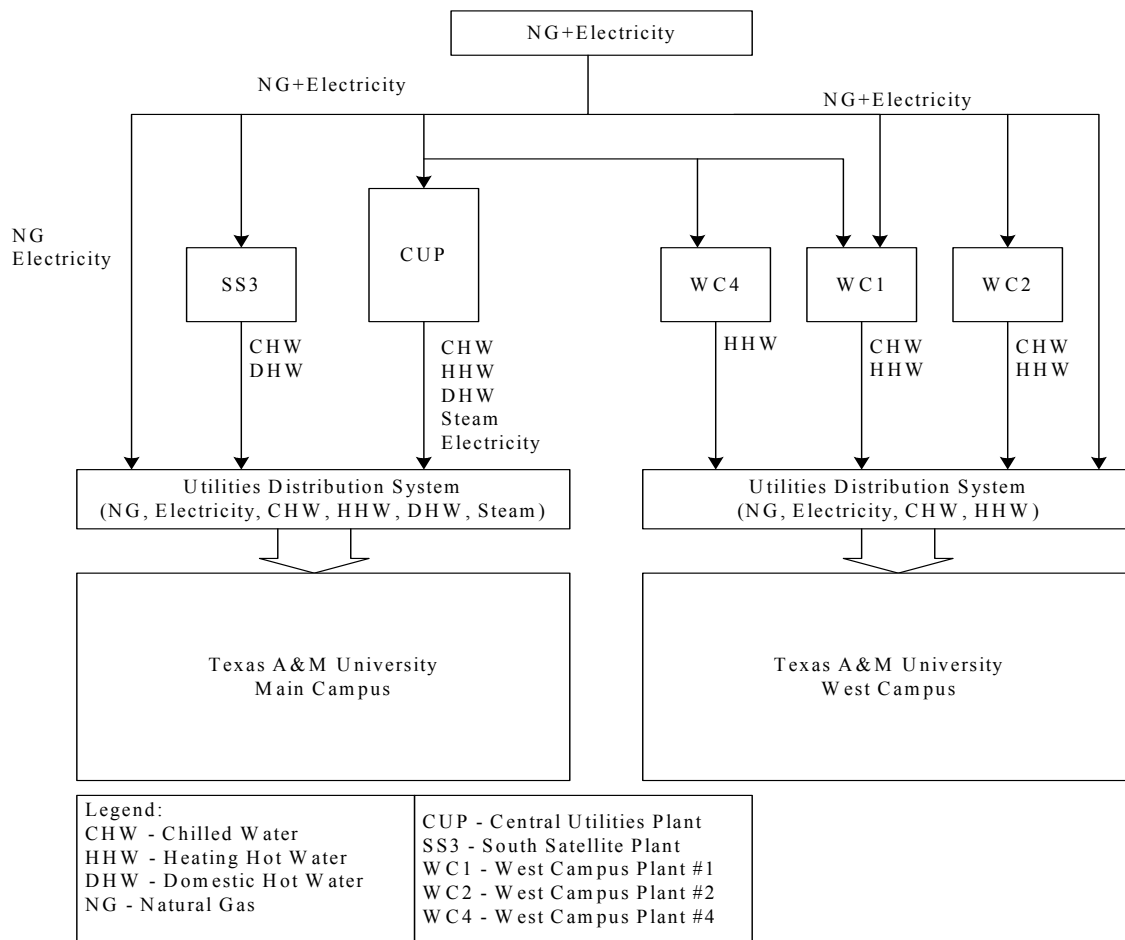 NG+Electricity
NG+Electricity
NG+Electricity
NG
Electricity
SS3
CUP
WC4
WC1
WC2
CHW
DHW
CHW
HHW
DHW
Steam
Electricity
HHW
CHW
HHW
CHW
HHW
Utilities Distribution System
(NG, Electricity, CHW, HHW, DHW, Steam)
Utilities Distribution System
(NG, Electricity, CHW, HHW)
Texas A&M University
Main Campus
Texas A&M University
West Campus
Legend:
CHW - Chilled Water
HHW - Heating Hot Water
DHW - Domestic Hot Water
NG - Natural Gas
CUP - Central Utilities Plant
SS3 - South Satellite Plant
WC1 - West Campus Plant #1
WC2 - West Campus Plant #2
WC4 - West Campus Plant #4